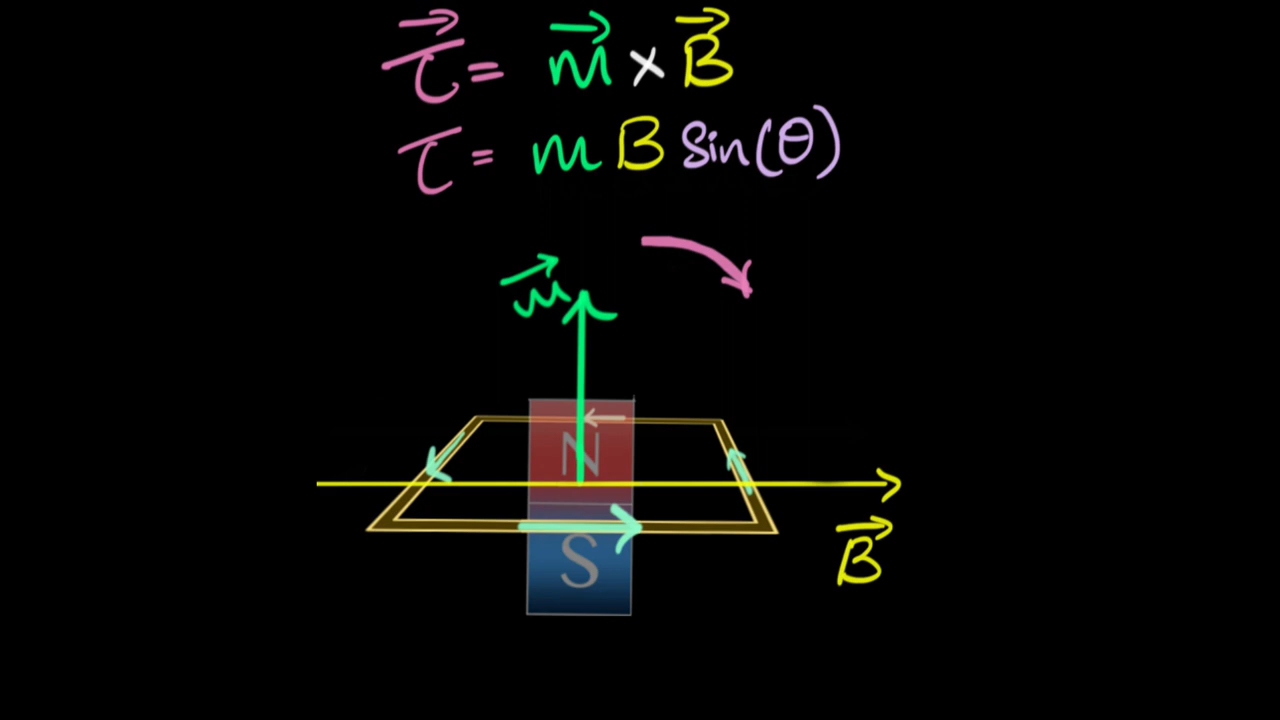 τ⃗ = m⃗ × B⃗
τ = m B Sin(θ)
m⃗
N
S
B⃗